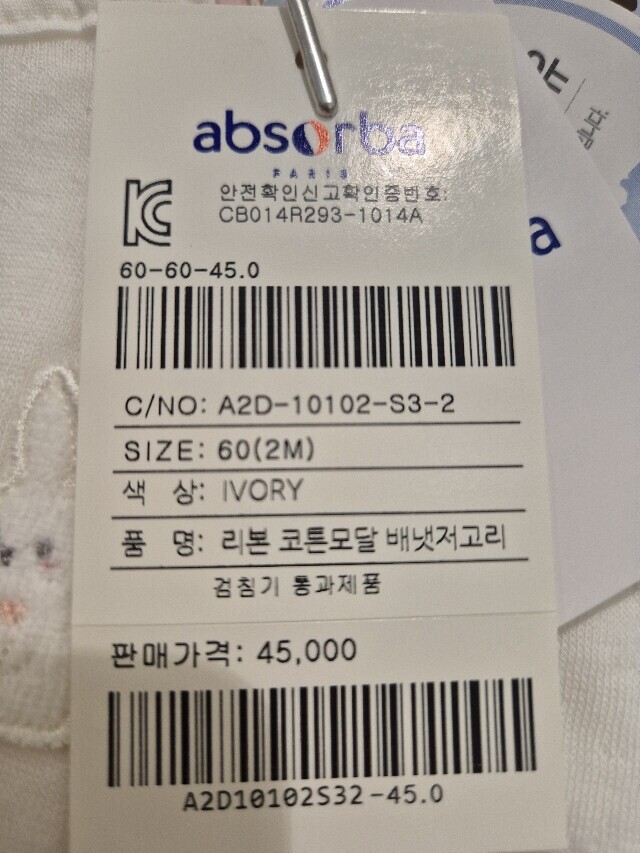 absorba
PARIS
안전확인신고확인증번호:
CB014R293-1014A
60-60-45.0
C/NO: A2D-10102-S3-2
SIZE: 60(2M)
색 상: IVORY
품 명: 리본 코튼모달 배냇저고리
검침기 통과제품
판매가격: 45,000
A2D10102S32-45.0
a